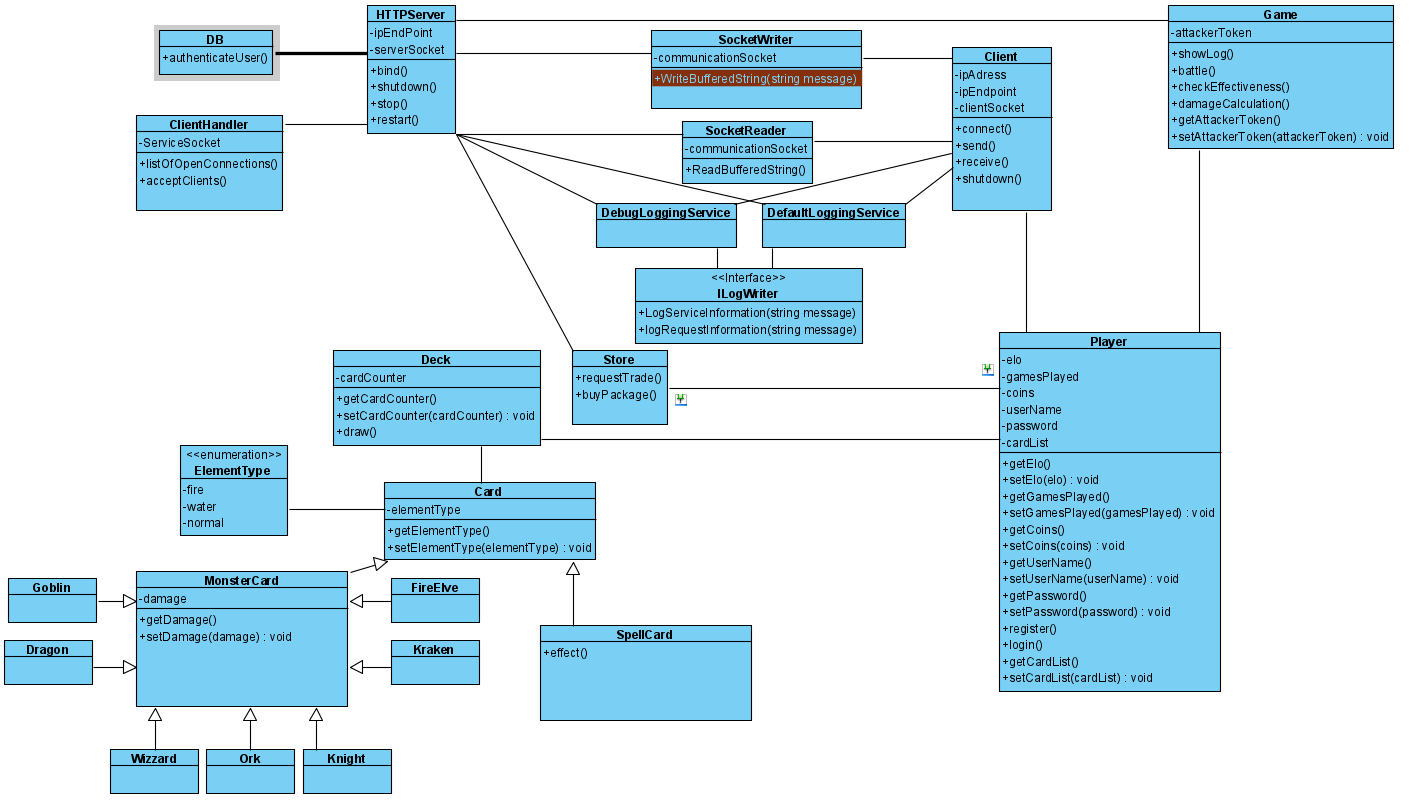 HTTPServer
-ipEndPoint
-serverSocket
+bind()
+shutdown()
+stop()
+restart()
DB
+authenticateUser()
ClientHandler
-ServiceSocket
+listOfOpenConnections()
+acceptClients()
SocketWriter
-communicationSocket
+WriteBufferedString(string message)
SocketReader
-communicationSocket
+ReadBufferedString()
Client
-ipAdress
-ipEndpoint
-clientSocket
+connect()
+send()
+receive()
+shutdown()
Game
-attackerToken
+showLog()
+battle()
+checkEffectiveness()
+damageCalculation()
+getAttackerToken()
+setAttackerToken(attackerToken) : void
DebugLoggingService
DefaultLoggingService
<<Interface>>
ILogWriter
+LogServiceInformation(string message)
+logRequestInformation(string message)
Deck
-cardCounter
+getCardCounter()
+setCardCounter(cardCounter) : void
+draw()
Store
+requestTrade()
+buyPackage()
Player
-elo
-gamesPlayed
-coins
-userName
-password
-cardList
+getElo()
+setElo(elo) : void
+getGamesPlayed()
+setGamesPlayed(gamesPlayed) : void
+getCoins()
+setCoins(coins) : void
+getUserName()
+setUserName(userName) : void
+getPassword()
+setPassword(password) : void
+register()
+login()
+getCardList()
+setCardList(cardList) : void
<<enumeration>>
ElementType
-fire
-water
-normal
Card
-elementType
+getElementType()
+setElementType(elementType) : void
MonsterCard
-damage
+getDamage()
+setDamage(damage) : void
Goblin
Dragon
FireElve
Kraken
SpellCard
+effect()
Wizzard
Ork
Knight